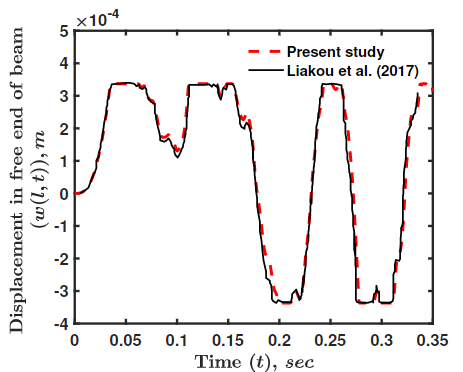 ×10⁻⁴
5
4
3
2
1
0
-1
-2
-3
-4
Displacement in free end of beam
(w(l, t)), m
Present study
Liakou et al. (2017)
0 0.05 0.1 0.15 0.2 0.25 0.3 0.35
Time (t), sec